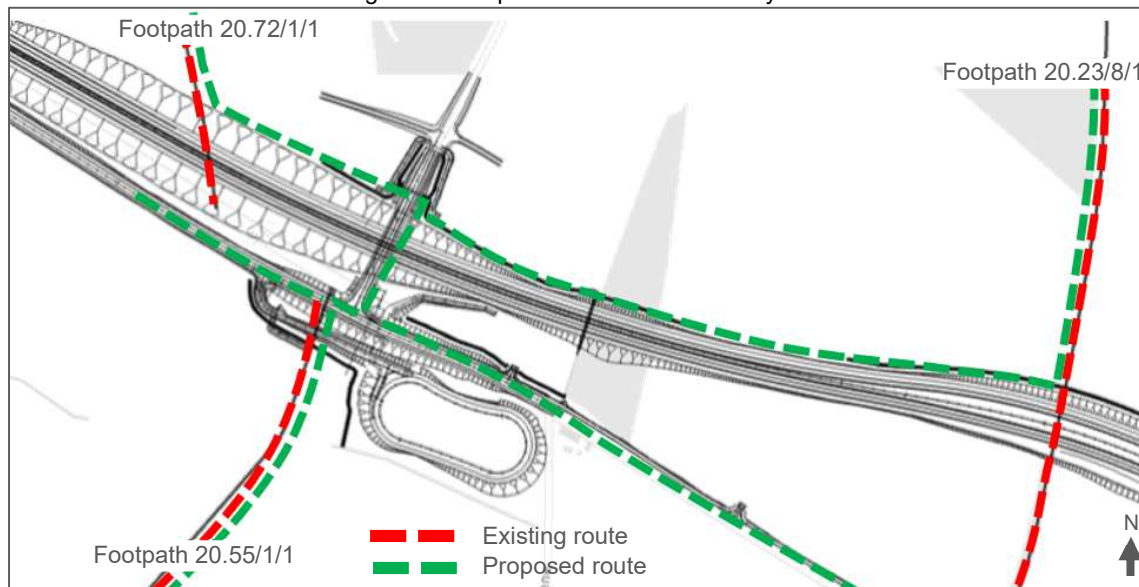 Footpath 20.72/1/1
Footpath 20.23/8/1
Footpath 20.55/1/1
Existing route
Proposed route
N